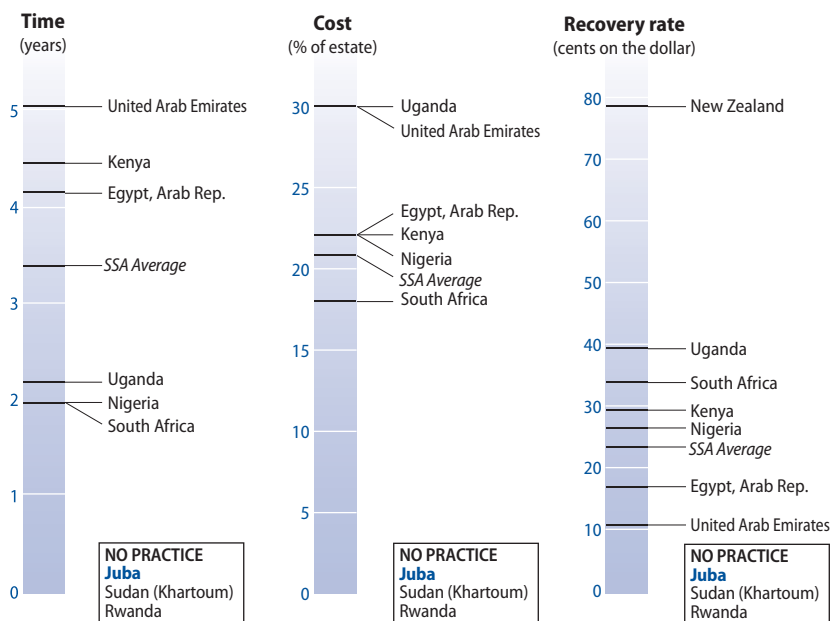 Time
(years)
5
4
3
2
1
0
United Arab Emirates
Kenya
Egypt, Arab Rep.
SSA Average
Uganda
Nigeria
South Africa
NO PRACTICE
Juba
Sudan (Khartoum)
Rwanda
Cost
(% of estate)
30
25
20
15
10
5
0
Uganda
United Arab Emirates
Egypt, Arab Rep.
Kenya
Nigeria
SSA Average
South Africa
NO PRACTICE
Juba
Sudan (Khartoum)
Rwanda
Recovery rate
(cents on the dollar)
80
70
60
50
40
30
20
10
0
New Zealand
Uganda
South Africa
Kenya
Nigeria
SSA Average
Egypt, Arab Rep.
United Arab Emirates
NO PRACTICE
Juba
Sudan (Khartoum)
Rwanda